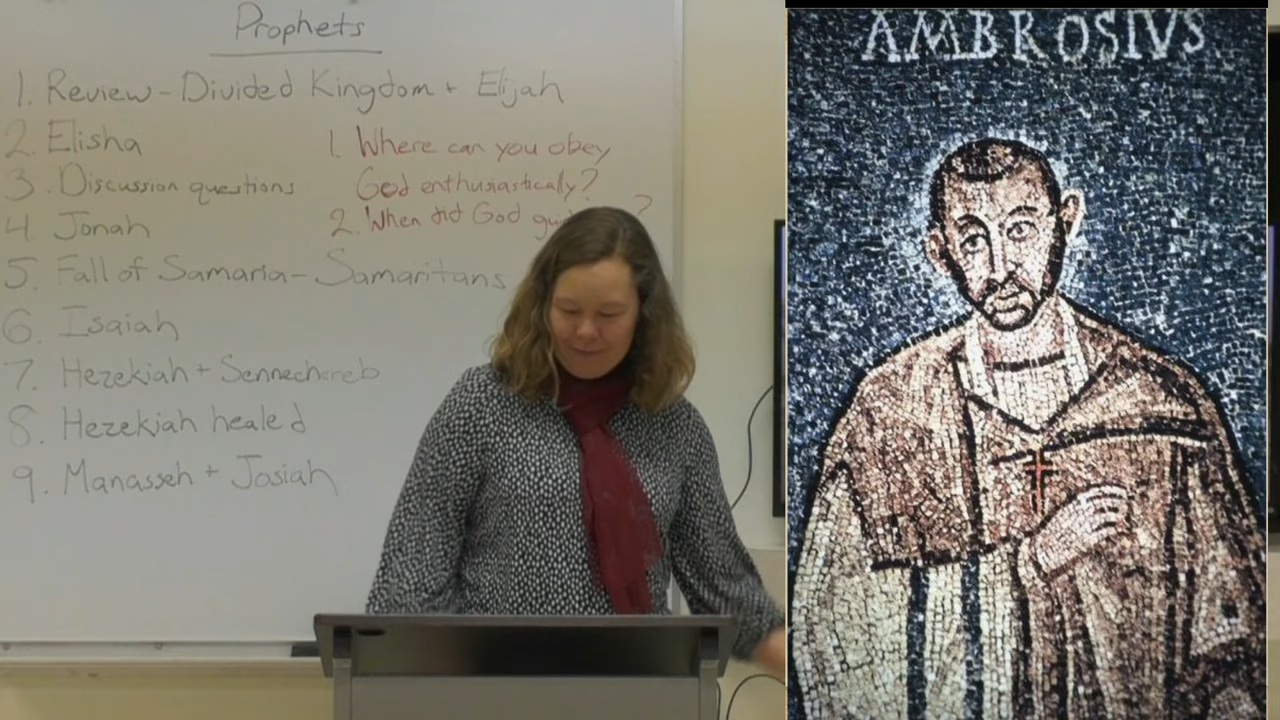 Prophets
1. Review - Divided Kingdom + Elijah
2. Elisha
3. Discussion questions
4 Jonah
5. Fall of Samaria - Samaritans
6. Isaiah
7. Hezekiah + Sennechereb
8. Hezekiah healed
9. Manasseh + Josiah
1. Where can you obey
God enthusiastically?
2. When did God ?
AMBROSIVS